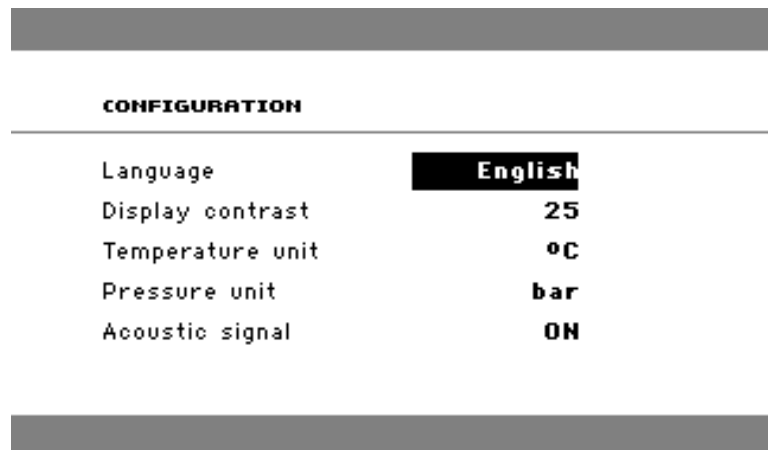 CONFIGURATION
Language English
Display contrast 25
Temperature unit ºC
Pressure unit bar
Acoustic signal ON